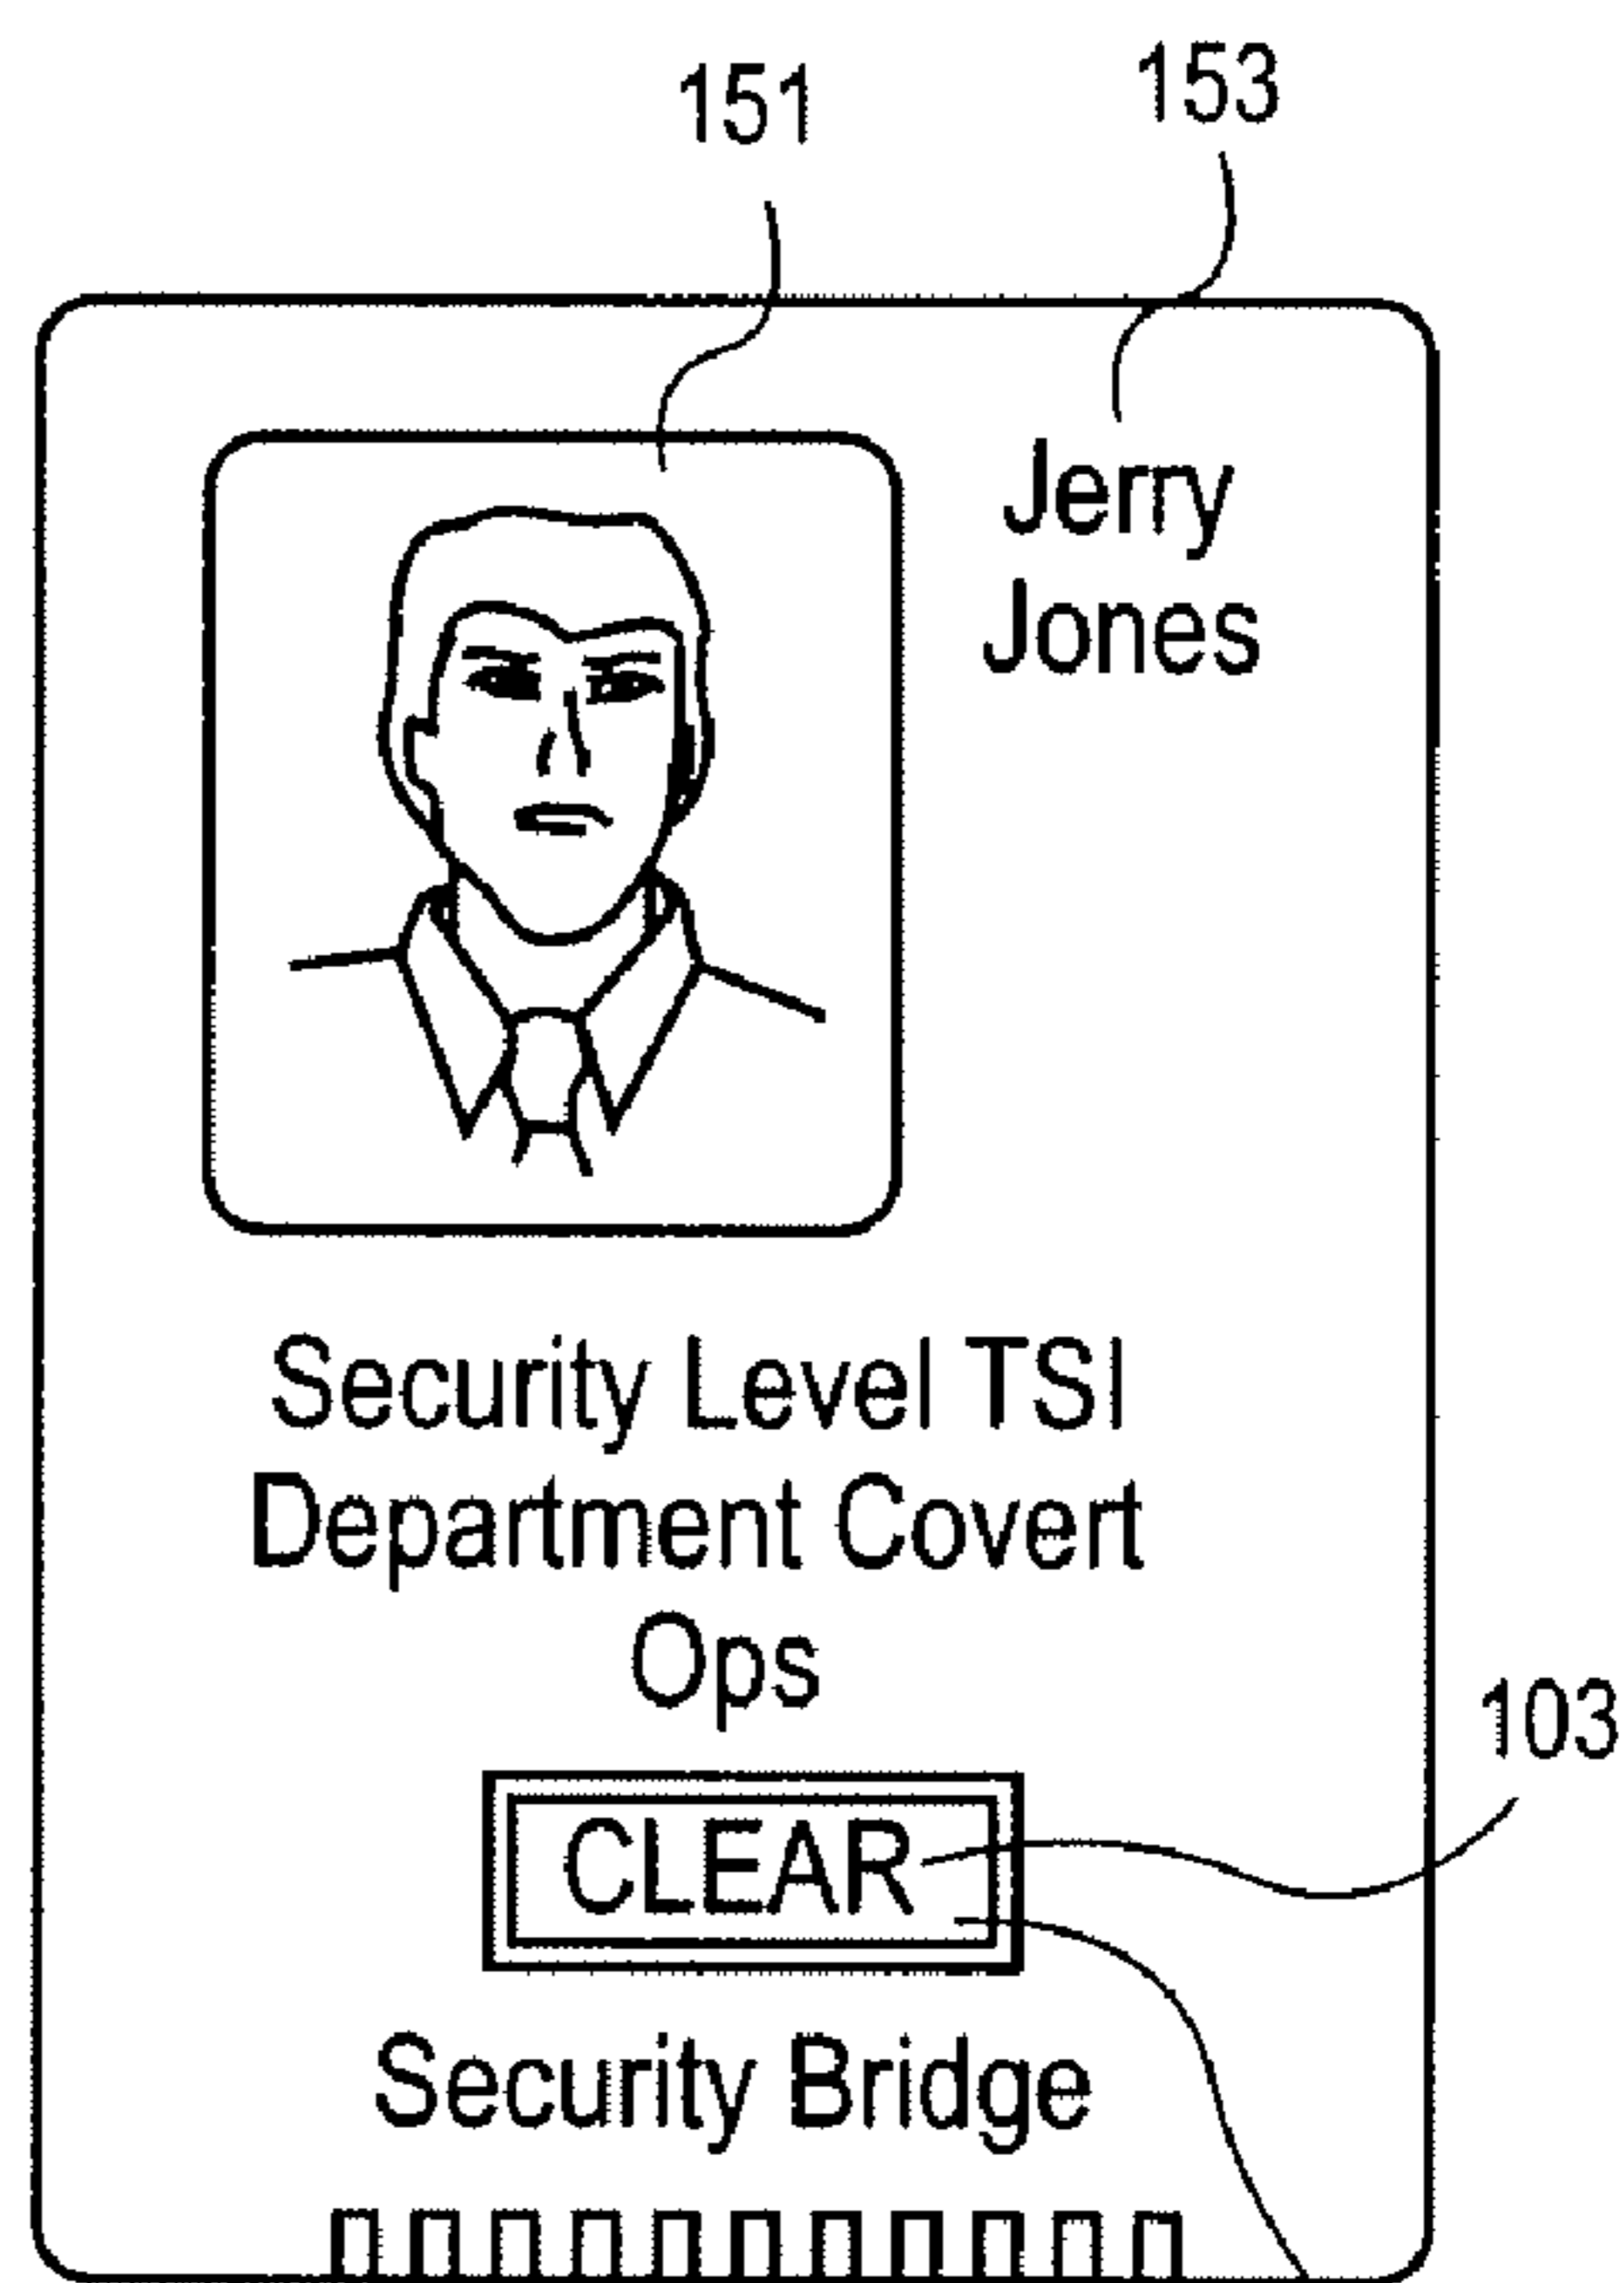 151
153
Jerry
Jones
Security Level TSI
Department Covert
Ops
103
CLEAR
Security Bridge